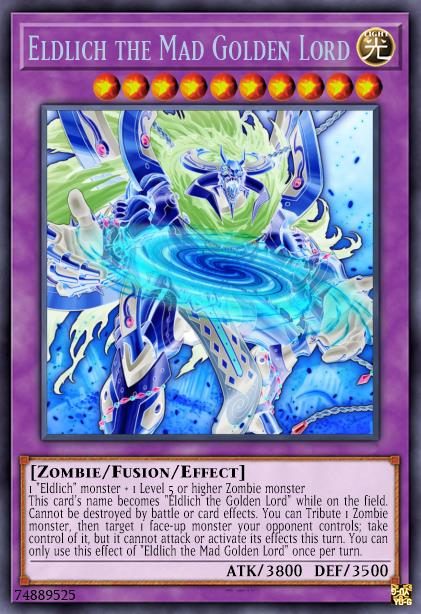 Eldlich the Mad Golden Lord
LIGHT
光
[Zombie/Fusion/Effect]
1 "Eldlich" monster + 1 Level 5 or higher Zombie monster
This card's name becomes "Eldlich the Golden Lord" while on the field.
Cannot be destroyed by battle or card effects. You can Tribute 1 Zombie
monster, then target 1 face-up monster your opponent controls; take
control of it, but it cannot attack or activate its effects this turn. You can
only use this effect of "Eldlich the Mad Golden Lord" once per turn.
ATK/3800 DEF/3500
74889525